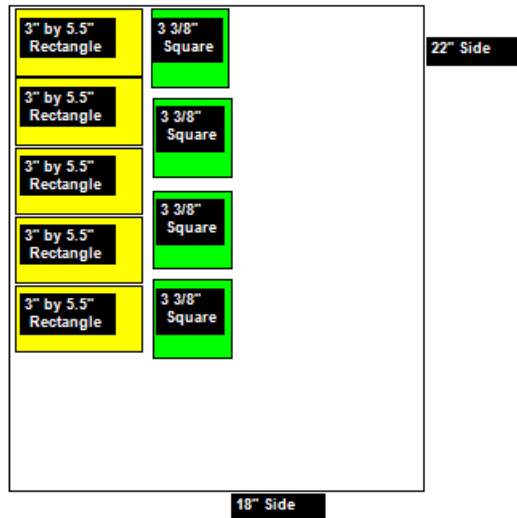 3" by 5.5"
Rectangle
3 3/8"
Square
22" Side
3" by 5.5"
Rectangle
3 3/8"
Square
3" by 5.5"
Rectangle
3 3/8"
Square
3" by 5.5"
Rectangle
3" by 5.5"
Rectangle
3 3/8"
Square
18" Side